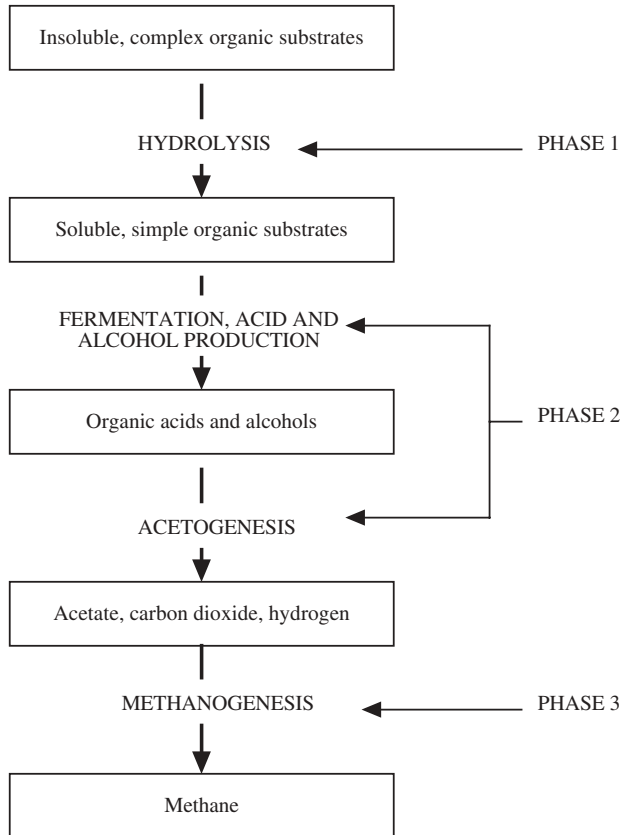 Insoluble, complex organic substrates
HYDROLYSIS
PHASE 1
Soluble, simple organic substrates
FERMENTATION, ACID AND
ALCOHOL PRODUCTION
Organic acids and alcohols
PHASE 2
ACETOGENESIS
Acetate, carbon dioxide, hydrogen
METHANOGENESIS
PHASE 3
Methane